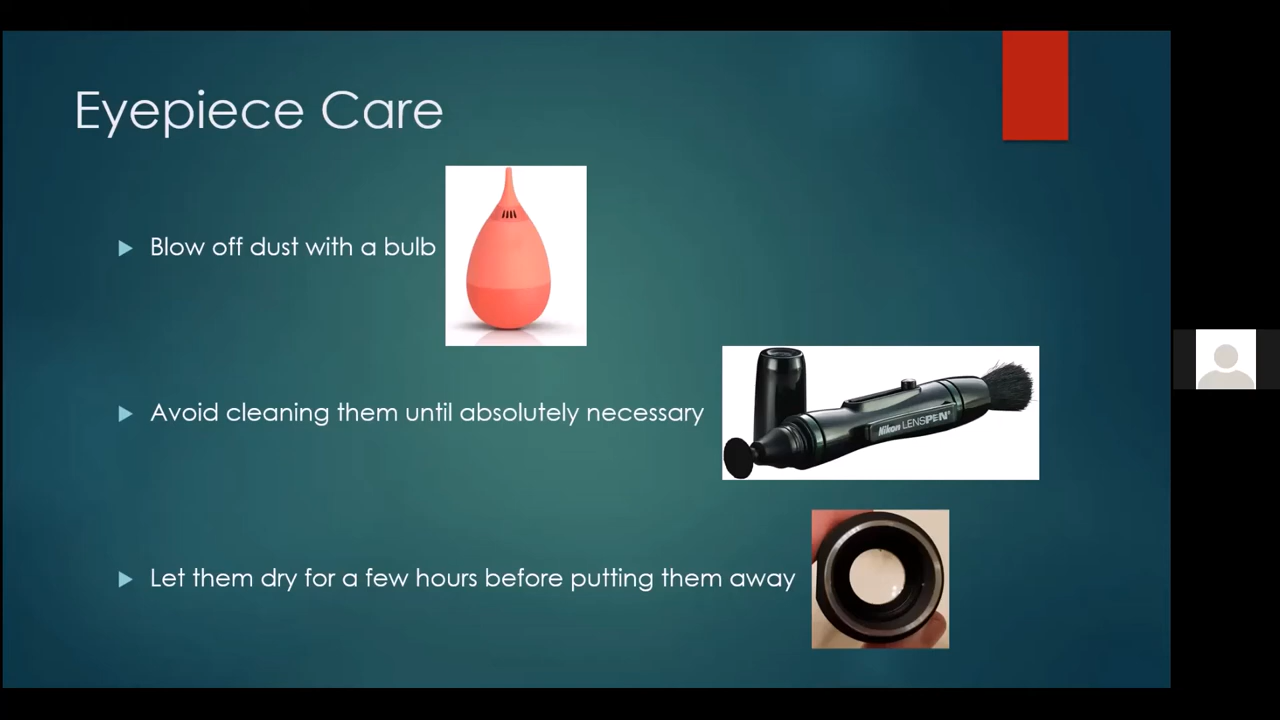 Eyepiece Care
Blow off dust with a bulb
Avoid cleaning them until absolutely necessary
Nikon LENSPEN®
Let them dry for a few hours before putting them away